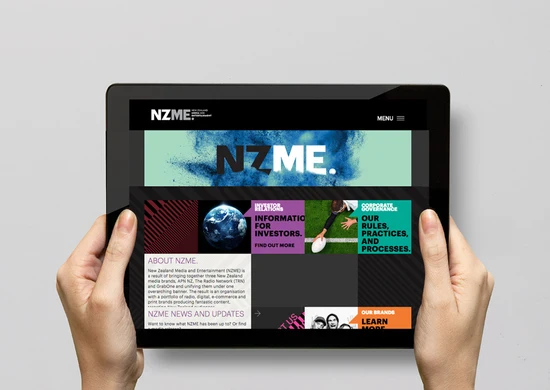 NZME.
NEW ZEALAND
MEDIA AND
ENTERTAINMENT
MENU
NZME.
INVESTOR
RELATIONS
INFORMATIO
FOR
INVESTORS.
FIND OUT MORE
CORPORATE
GOVERNANCE
OUR
RULES,
PRACTICES,
AND
PROCESSES.
ABOUT NZME.
New Zealand Media and Entertainment (NZME) is
a result of bringing together three New Zealand
media brands, APN NZ, The Radio Network (TRN)
and GrabOne and unifying them under one
overarching banner. The result is an organisation
with a portfolio of radio, digital, e-commerce and
print brands producing fantastic content,
NZME NEWS AND UPDATES
Want to know what NZME has been up to? Or find
US
OUR BRANDS
LEARN
MORE